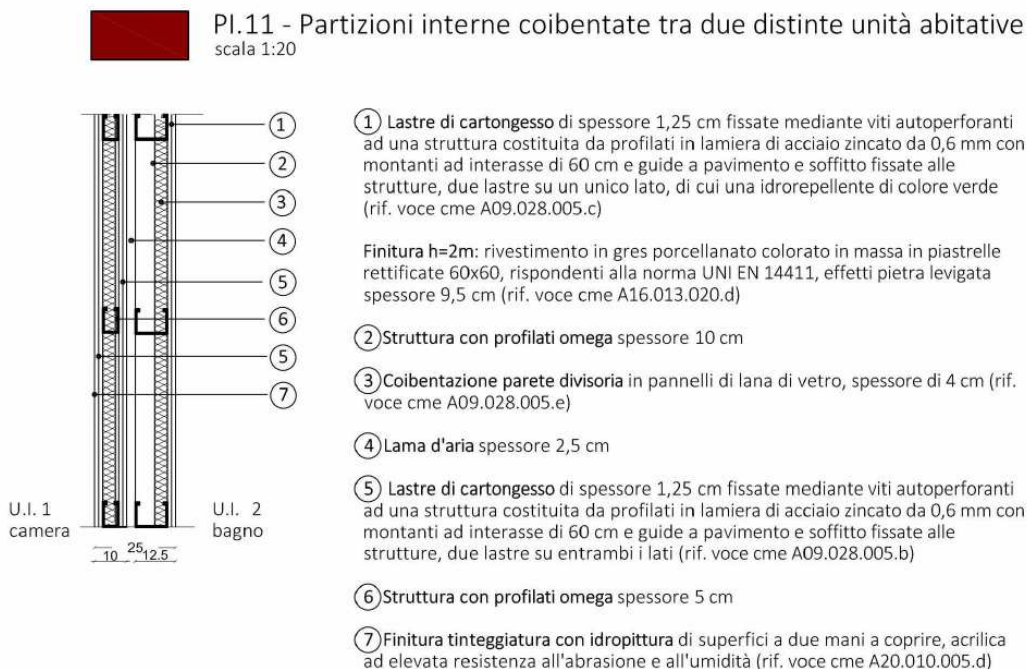 PI.11 - Partizioni interne coibentate tra due distinte unità abitative
scala 1:20
1
2
3
4
5
6
5
7
U.I. 1
camera
U.I. 2
bagno
25
10
12.5
1 Lastre di cartongesso di spessore 1,25 cm fissate mediante viti autoperforanti
ad una struttura costituita da profilati in lamiera di acciaio zincato da 0,6 mm con
montanti ad interasse di 60 cm e guide a pavimento e soffitto fissate alle
strutture, due lastre su un unico lato, di cui una idrorepellente di colore verde
(rif. voce cme A09.028.005.c)
Finitura h=2m: rivestimento in gres porcellanato colorato in massa in piastrelle
rettificate 60x60, rispondenti alla norma UNI EN 14411, effetti pietra levigata
spessore 9,5 cm (rif. voce cme A16.013.020.d)
2 Struttura con profilati omega spessore 10 cm
3 Coibentazione parete divisoria in pannelli di lana di vetro, spessore di 4 cm (rif.
voce cme A09.028.005.e)
4 Lama d'aria spessore 2,5 cm
5 Lastre di cartongesso di spessore 1,25 cm fissate mediante viti autoperforanti
ad una struttura costituita da profilati in lamiera di acciaio zincato da 0,6 mm con
montanti ad interasse di 60 cm e guide a pavimento e soffitto fissate alle
strutture, due lastre su entrambi i lati (rif. voce cme A09.028.005.b)
6 Struttura con profilati omega spessore 5 cm
7 Finitura tinteggiatura con idropittura di superfici a due mani a coprire, acrilica
ad elevata resistenza all'abrasione e all'umidità (rif. voce cme A20.010.005.d)